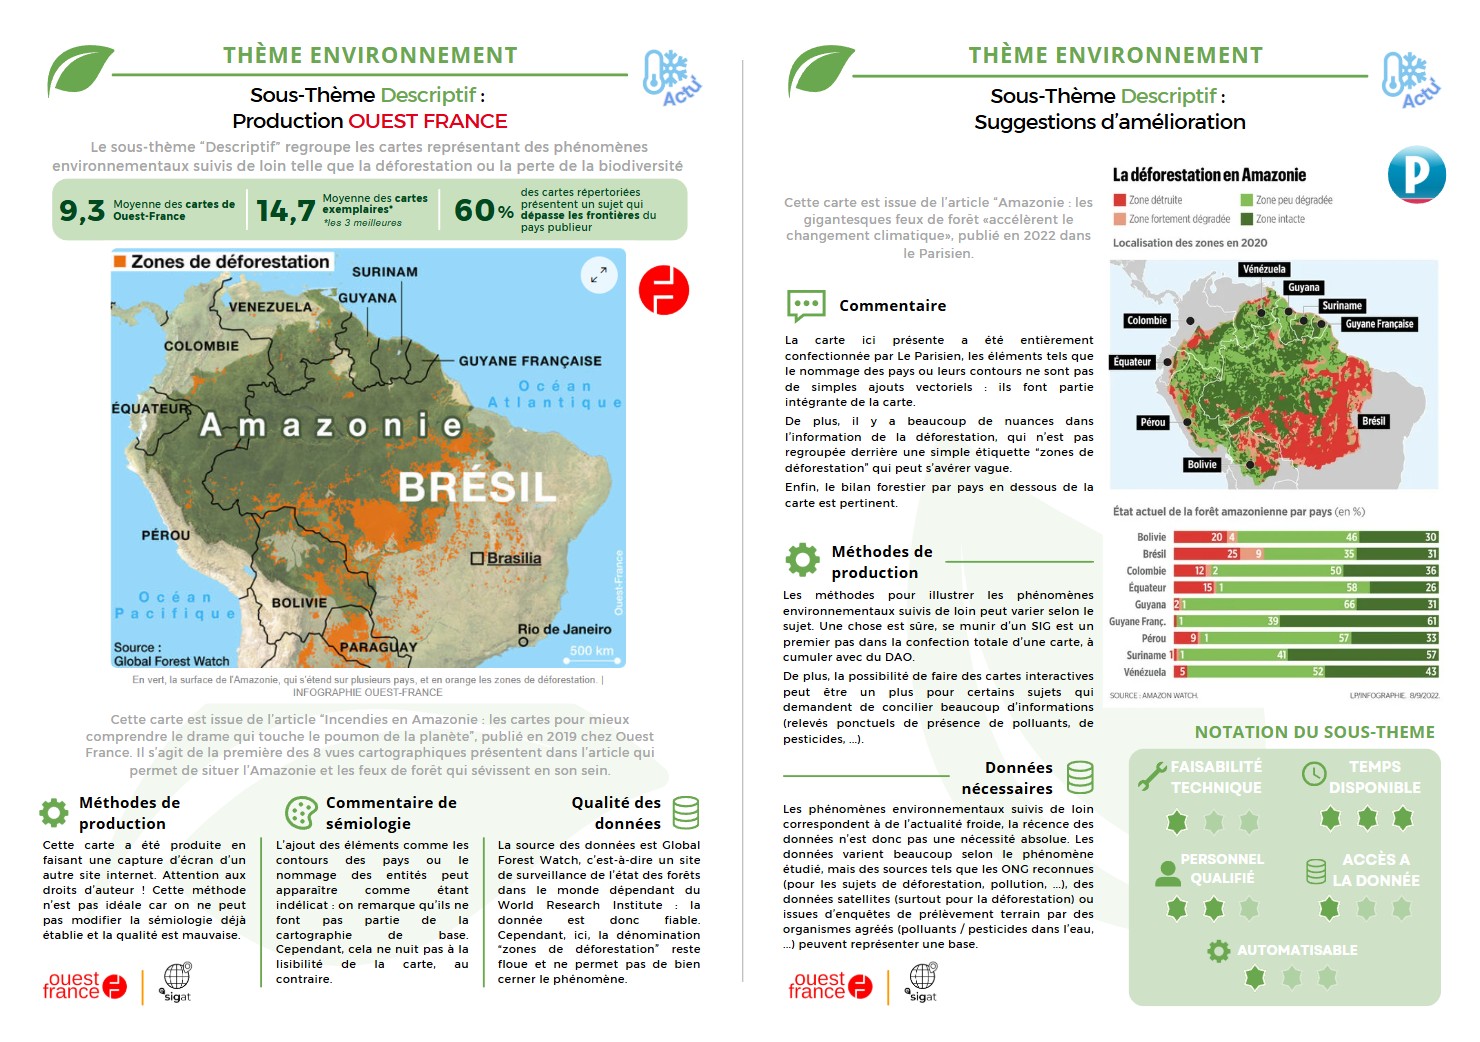 THÈME ENVIRONNEMENT
Actu'
Sous-Thème Descriptif :
Production OUEST FRANCE
Le sous-thème “Descriptif” regroupe les cartes représentant des phénomènes
environnementaux suivis de loin telle que la déforestation ou la perte de la biodiversité
9,3 Moyenne des cartes de
Ouest-France
14,7 Moyenne des cartes
exemplaires*
*les 3 meilleures
60% des cartes répertoriées
présentent un sujet qui
dépasse les frontières du
pays publieur
Zones de déforestation
SURINAM
GUYANA
VENEZUELA
COLOMBIE
GUYANE FRANÇAISE
Océan
Atlantique
ÉQUATEUR
Amazonie
BRÉSIL
PÉROU
Brasilia
Océan
Pacifique
BOLIVIE
Ouest-France
Rio de Janeiro
PARAGUAY
500 km
Source :
Global Forest Watch
En vert, la surface de l'Amazonie, qui s'étend sur plusieurs pays, et en orange les zones de déforestation. |
INFOGRAPHIE OUEST-FRANCE
Cette carte est issue de l’article “Incendies en Amazonie : les cartes pour mieux
comprendre le drame qui touche le poumon de la planète”, publié en 2019 chez Ouest
France. Il s’agit de la première des 8 vues cartographiques présentent dans l’article qui
permet de situer l’Amazonie et les feux de forêt qui sévissent en son sein.
Méthodes de
production
Cette carte a été produite en
faisant une capture d’écran d’un
autre site internet. Attention aux
droits d’auteur ! Cette méthode
n’est pas idéale car on ne peut
pas modifier la sémiologie déjà
établie et la qualité est mauvaise.
Commentaire de
sémiologie
L’ajout des éléments comme les
contours des pays ou le
nommage des entités peut
apparaître comme étant
indélicat : on remarque qu’ils ne
font pas partie de la
cartographie de base.
Cependant, cela ne nuit pas à la
lisibilité de la carte, au
contraire.
Qualité des
données
La source des données est Global
Forest Watch, c’est-à-dire un site
de surveillance de l’état des forêts
dans le monde dépendant du
World Research Institute : la
donnée est donc fiable.
Cependant, ici, la dénomination
“zones de déforestation” reste
floue et ne permet pas de bien
cerner le phénomène.
ouest
france
sigat
THÈME ENVIRONNEMENT
Actu'
Sous-Thème Descriptif :
Suggestions d’amélioration
Cette carte est issue de l’article “Amazonie : les
gigantesques feux de forêt «accélèrent le
changement climatique», publié en 2022 dans
le Parisien.
Commentaire
La carte ici présente a été entièrement
confectionnée par Le Parisien, les éléments tels que
le nommage des pays ou leurs contours ne sont pas
de simples ajouts vectoriels : ils font partie
intégrante de la carte.
De plus, il y a beaucoup de nuances dans
l’information de la déforestation, qui n’est pas
regroupée derrière une simple étiquette “zones de
déforestation” qui peut s’avérer vague.
Enfin, le bilan forestier par pays en dessous de la
carte est pertinent.
Méthodes de
production
Les méthodes pour illustrer les phénomènes
environnementaux suivis de loin peut varier selon le
sujet. Une chose est sûre, se munir d’un SIG est un
premier pas dans la confection totale d’une carte, à
cumuler avec du DAO.
De plus, la possibilité de faire des cartes interactives
peut être un plus pour certains sujets qui
demandent de concilier beaucoup d’informations
(relevés ponctuels de présence de polluants, de
pesticides, ...).
Données
nécessaires
Les phénomènes environnementaux suivis de loin
correspondent à de l’actualité froide, la récence des
données n’est donc pas une nécessité absolue. Les
données varient beaucoup selon le phénomène
étudié, mais des sources tels que les ONG reconnues
(pour les sujets de déforestation, pollution, ...), des
données satellites (surtout pour la déforestation) ou
issues d’enquêtes de prélèvement terrain par des
organismes agréés (polluants / pesticides dans l’eau,
...) peuvent représenter une base.
ouest
france
sigat
P
La déforestation en Amazonie
Zone détruite
Zone peu dégradée
Zone fortement dégradée
Zone intacte
Localisation des zones en 2020
Vénézuela
Guyana
Suriname
Guyane Française
Colombie
Équateur
Pérou
Brésil
Bolivie
État actuel de la forêt amazonienne par pays (en %)
Bolivie 20 4 46 30
Brésil 25 9 35 31
Colombie 12 2 50 36
Équateur 15 1 58 26
Guyana 2 1 66 31
Guyane Franç. 1 39 61
Pérou 9 1 57 33
Suriname 1 1 41 57
Vénézuela 5 52 43
SOURCE : AMAZON WATCH.
LP/INFOGRAPHIE. 8/9/2022.
NOTATION DU SOUS-THEME
FAISABILITÉ
TECHNIQUE
TEMPS
DISPONIBLE
PERSONNEL
QUALIFIÉ
ACCÈS A
LA DONNÉE
AUTOMATISABLE